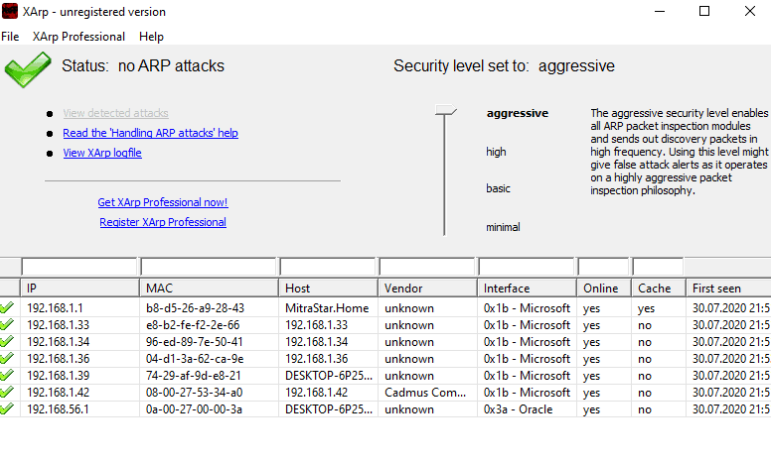 XArp - unregistered version
File XArp Professional Help
Status: no ARP attacks
Security level set to: aggressive
View detected attacks
Read the 'Handling ARP attacks' help
View XArp logfile
Get XArp Professional now!
Register XArp Professional
aggressive
high
basic
minimal
The aggressive security level enables
all ARP packet inspection modules
and sends out discovery packets in
high frequency. Using this level might
give false attack alerts as it operates
on a highly aggressive packet
inspection philosophy.
IP MAC Host Vendor Interface Online Cache First seen
192.168.1.1 b8-d5-26-a9-28-43 MitraStar.Home unknown 0x1b - Microsoft yes yes 30.07.2020 21:5
192.168.1.33 e8-b2-fe-f2-2e-66 192.168.1.33 unknown 0x1b - Microsoft yes no 30.07.2020 21:5
192.168.1.34 96-ed-89-7e-50-41 192.168.1.34 unknown 0x1b - Microsoft yes no 30.07.2020 21:5
192.168.1.36 04-d1-3a-62-ca-9e 192.168.1.36 unknown 0x1b - Microsoft yes no 30.07.2020 21:5
192.168.1.39 74-29-af-9d-e8-21 DESKTOP-6P25... unknown 0x1b - Microsoft yes no 30.07.2020 21:5
192.168.1.42 08-00-27-53-34-a0 192.168.1.42 Cadmus Com... 0x1b - Microsoft yes no 30.07.2020 21:5
192.168.56.1 0a-00-27-00-00-3a DESKTOP-6P25... unknown 0x3a - Oracle yes no 30.07.2020 21:5